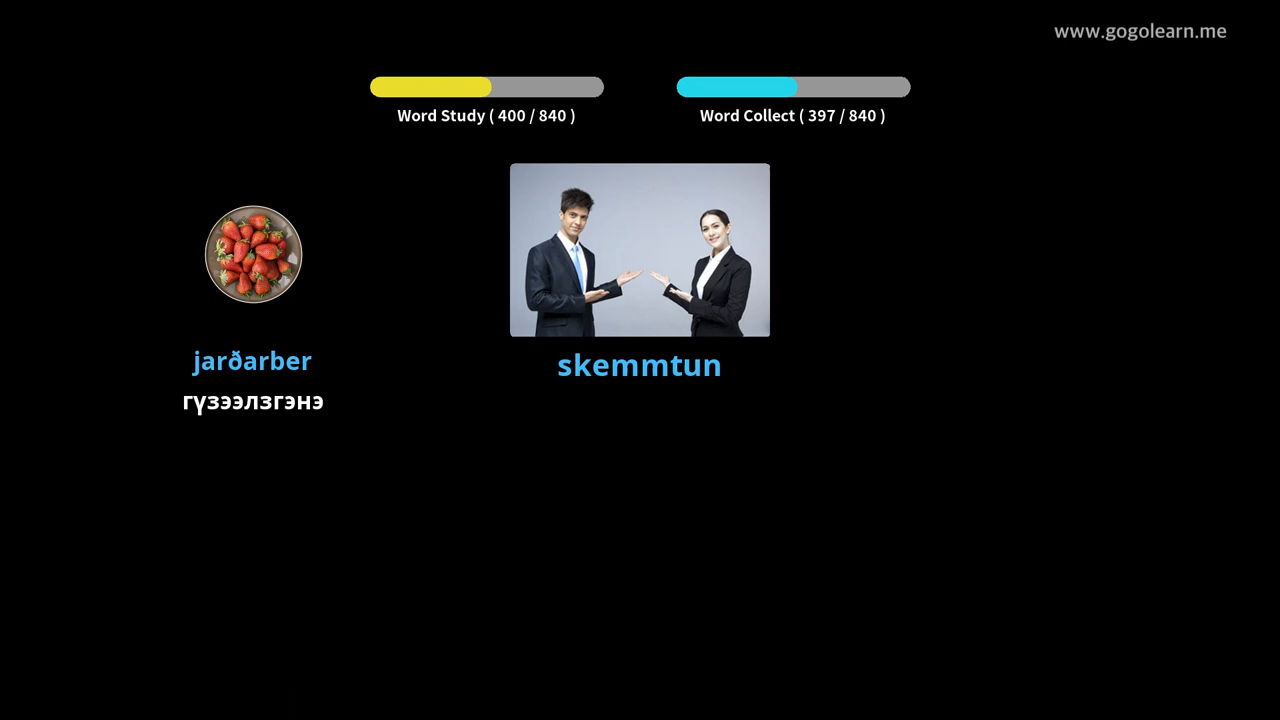 www.gogolearn.me
Word Study ( 400 / 840 )
Word Collect ( 397 / 840 )
jarðarber
гүзээлзгэнэ
skemmtun